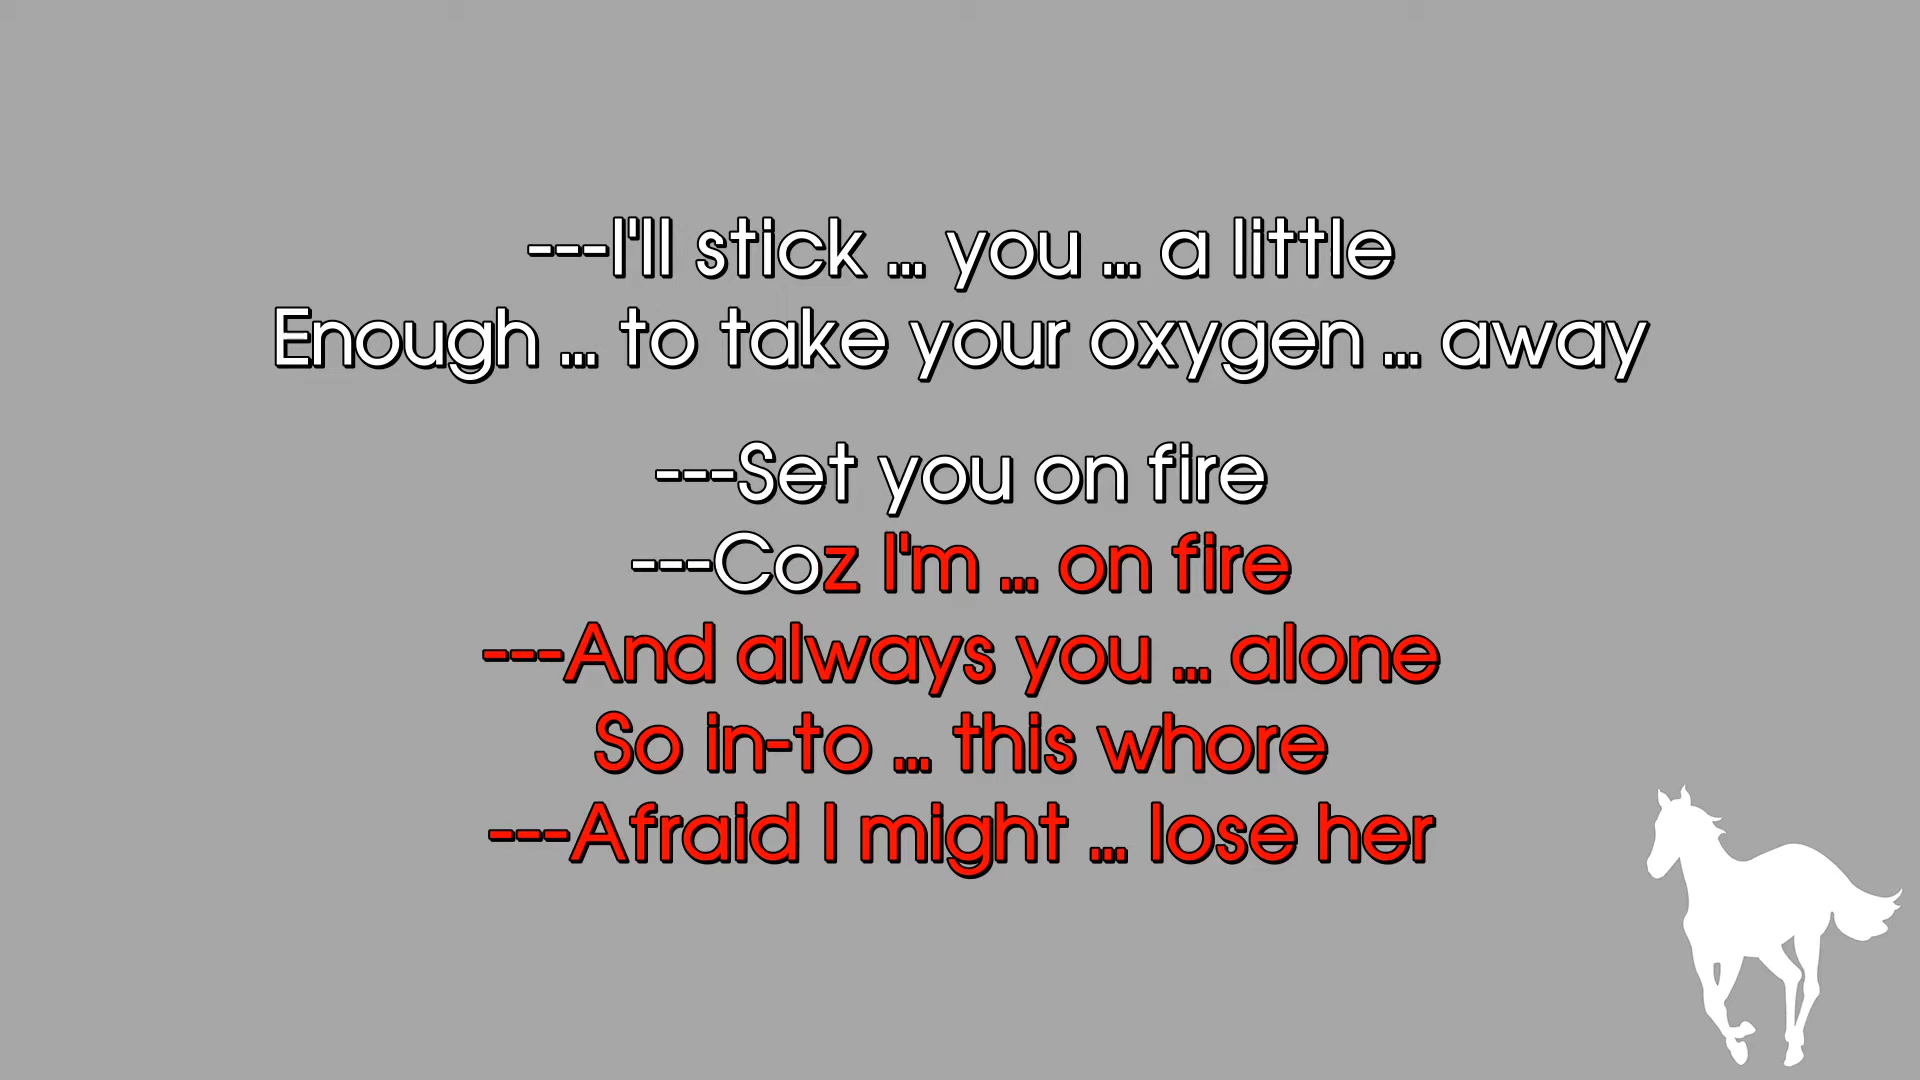 ---I'll stick ... you ... a little
Enough ... to take your oxygen ... away
---Set you on fire
---Coz I'm ... on fire
---And always you ... alone
So in-to ... this whore
---Afraid I might ... lose her